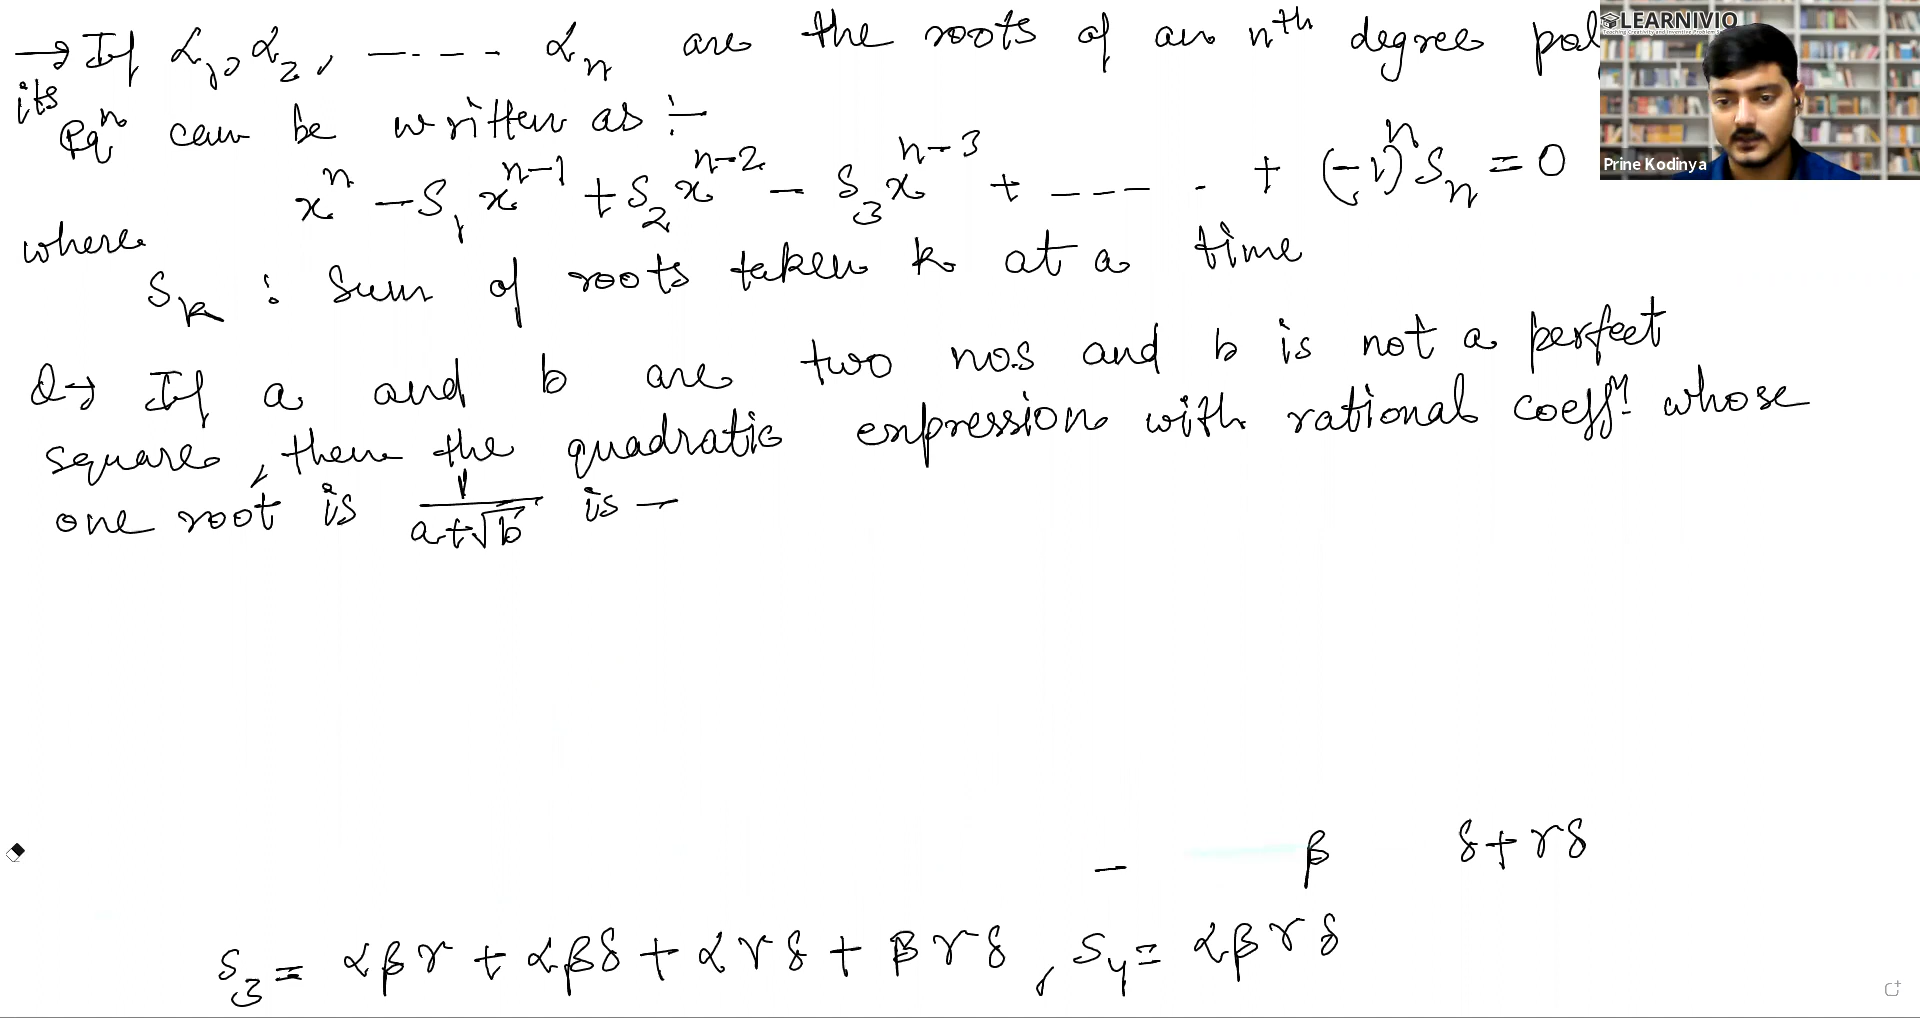 → If α₁, α₂, ----- αₙ are the roots of an nᵗʰ degree pol
its Eqⁿ can be written as :-
xⁿ - S₁xⁿ⁻¹ + S₂xⁿ⁻² - S₃xⁿ⁻³ + ----- + (-1)ⁿSₙ = 0
where
Sₖ : Sum of roots taken k at a time
Q→ If a and b are two nos and b is not a perfect
square, then the quadratic expression with rational coeffⁿ. whose
one root is 1/(a+√b) is -
- β δ+γδ
S₃ = αβγ + αβδ + αγδ + βγδ, S₄ = αβγδ
LEARNIVIO
Prine Kodinya